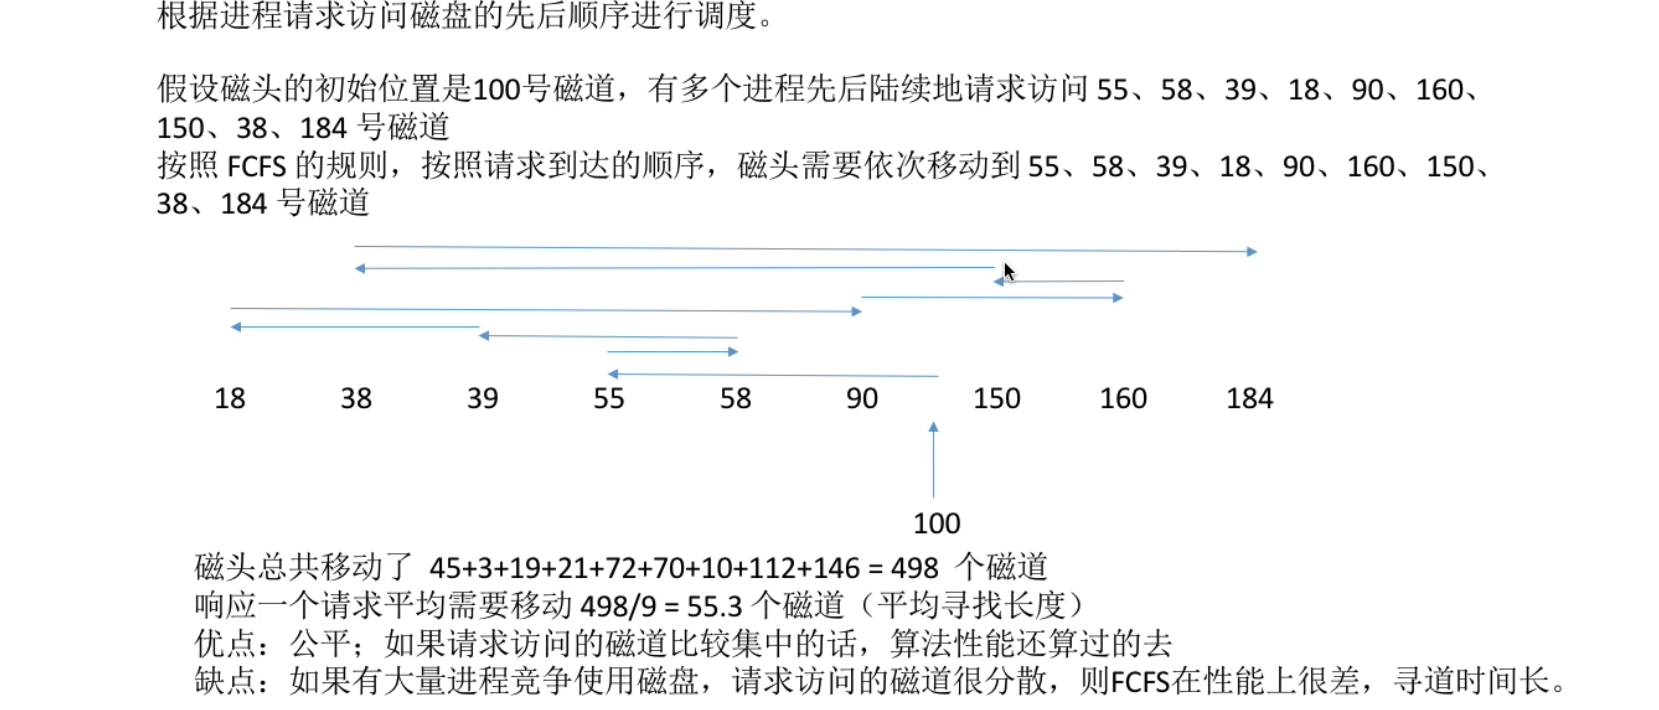 根据进程请求访问磁盘的先后顺序进行调度。
假设磁头的初始位置是100号磁道，有多个进程先后陆续地请求访问 55、58、39、18、90、160、
150、38、184 号磁道
按照 FCFS 的规则，按照请求到达的顺序，磁头需要依次移动到 55、58、39、18、90、160、150、
38、184 号磁道
18 38 39 55 58 90 150 160 184
100
磁头总共移动了 45+3+19+21+72+70+10+112+146 = 498 个磁道
响应一个请求平均需要移动 498/9 = 55.3 个磁道（平均寻找长度）
优点：公平；如果请求访问的磁道比较集中的话，算法性能还算过的去
缺点：如果有大量进程竞争使用磁盘，请求访问的磁道很分散，则FCFS在性能上很差，寻道时间长。